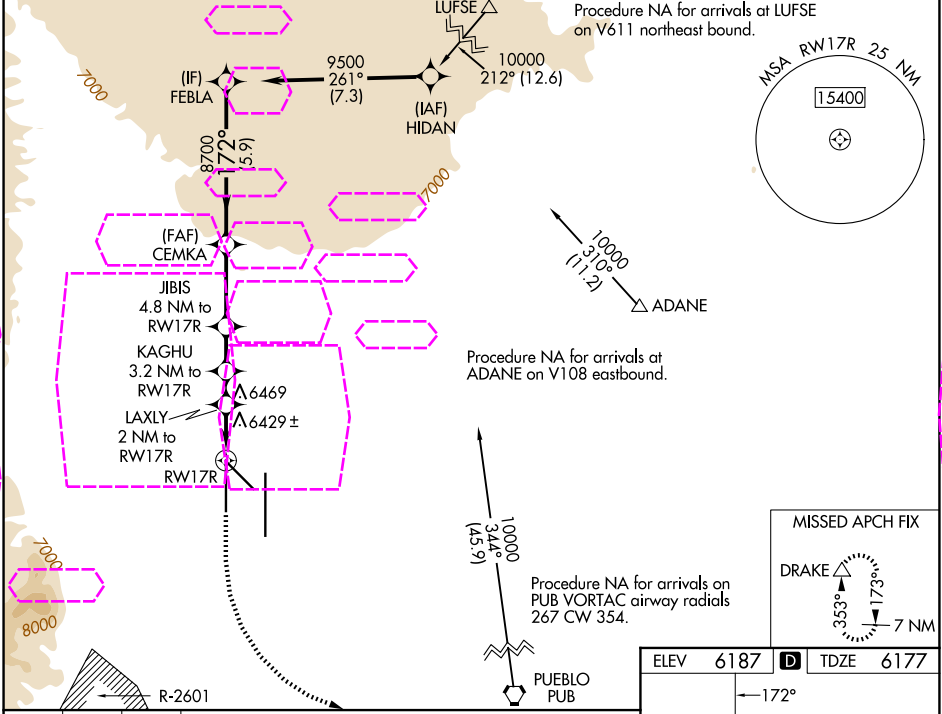 LUFSE
Procedure NA for arrivals at LUFSE
on V611 northeast bound.
10000
212° (12.6)
9500
261°
(7.3)
(IF)
FEBLA
(IAF)
HIDAN
7000
MSA RW17R 25 NM
15400
8700
172°
(5.9)
7000
(FAF)
CEMKA
10000
310°
(11.2)
ADANE
JIBIS
4.8 NM to
RW17R
KAGHU
3.2 NM to
RW17R
Procedure NA for arrivals at
ADANE on V108 eastbound.
6469
6429 ±
LAXLY
2 NM to
RW17R
RW17R
10000
344°
(45.9)
7000
8000
Procedure NA for arrivals on
PUB VORTAC airway radials
267 CW 354.
MISSED APCH FIX
DRAKE
353°
173°
7 NM
R-2601
PUEBLO
PUB
ELEV 6187 D TDZE 6177
172°